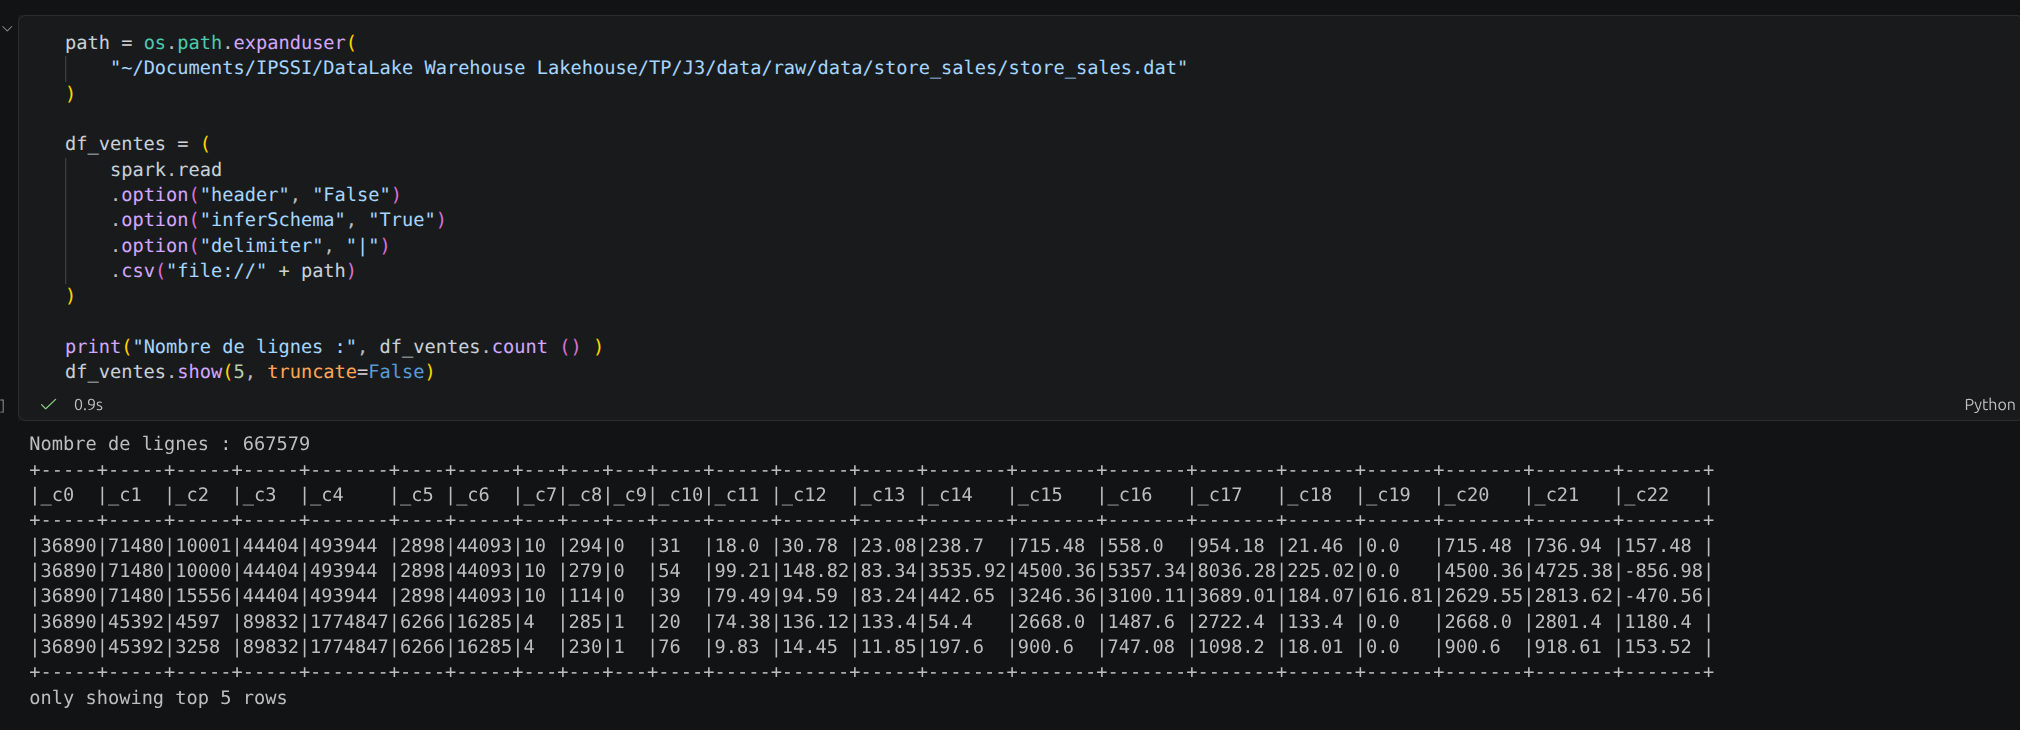 path = os.path.expanduser(
    "~/Documents/IPSSI/DataLake Warehouse Lakehouse/TP/J3/data/raw/data/store_sales/store_sales.dat"
)

df_ventes = (
    spark.read
    .option("header", "False")
    .option("inferSchema", "True")
    .option("delimiter", "|")
    .csv("file://" + path)
)

print("Nombre de lignes :", df_ventes.count () )
df_ventes.show(5, truncate=False)
] 0.9s Python
Nombre de lignes : 667579
+-----+-----+-----+-----+-------+----+-----+---+---+---+----+-----+------+-----+-------+-------+-------+-------+------+------+-------+-------+-------+
|_c0  |_c1  |_c2  |_c3  |_c4    |_c5 |_c6  |_c7|_c8|_c9|_c10|_c11 |_c12  |_c13 |_c14   |_c15   |_c16   |_c17   |_c18  |_c19  |_c20   |_c21   |_c22   |
+-----+-----+-----+-----+-------+----+-----+---+---+---+----+-----+------+-----+-------+-------+-------+-------+------+------+-------+-------+-------+
|36890|71480|10001|44404|493944 |2898|44093|10 |294|0  |31  |18.0 |30.78 |23.08|238.7  |715.48 |558.0  |954.18 |21.46 |0.0   |715.48 |736.94 |157.48 |
|36890|71480|10000|44404|493944 |2898|44093|10 |279|0  |54  |99.21|148.82|83.34|3535.92|4500.36|5357.34|8036.28|225.02|0.0   |4500.36|4725.38|-856.98|
|36890|71480|15556|44404|493944 |2898|44093|10 |114|0  |39  |79.49|94.59 |83.24|442.65 |3246.36|3100.11|3689.01|184.07|616.81|2629.55|2813.62|-470.56|
|36890|45392|4597 |89832|1774847|6266|16285|4  |285|1  |20  |74.38|136.12|133.4|54.4   |2668.0 |1487.6 |2722.4 |133.4 |0.0   |2668.0 |2801.4 |1180.4 |
|36890|45392|3258 |89832|1774847|6266|16285|4  |230|1  |76  |9.83 |14.45 |11.85|197.6  |900.6  |747.08 |1098.2 |18.01 |0.0   |900.6  |918.61 |153.52 |
+-----+-----+-----+-----+-------+----+-----+---+---+---+----+-----+------+-----+-------+-------+-------+-------+------+------+-------+-------+-------+
only showing top 5 rows